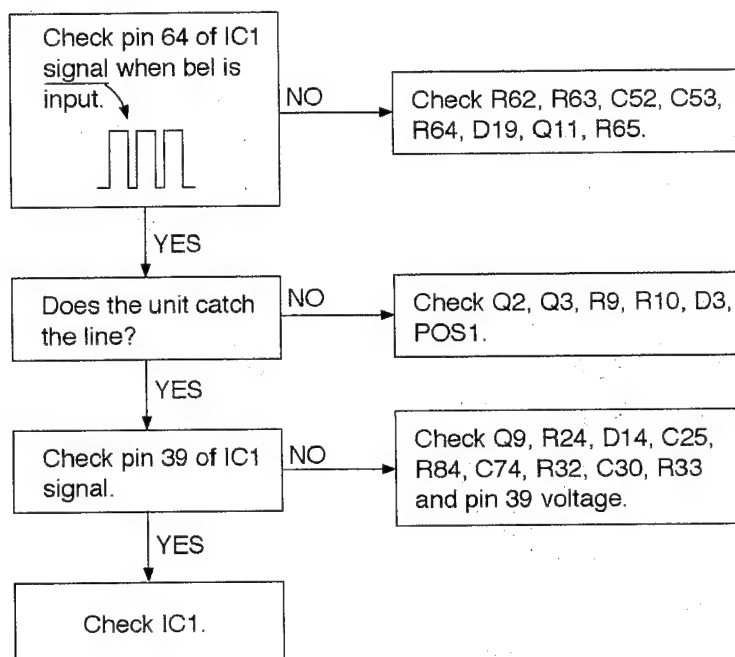 Check pin 64 of IC1
signal when bel is
input.
NO
Check R62, R63, C52, C53,
R64, D19, Q11, R65.
YES
Does the unit catch
the line?
NO
Check Q2, Q3, R9, R10, D3,
POS1.
YES
Check pin 39 of IC1
signal.
NO
Check Q9, R24, D14, C25,
R84, C74, R32, C30, R33
and pin 39 voltage.
YES
Check IC1.